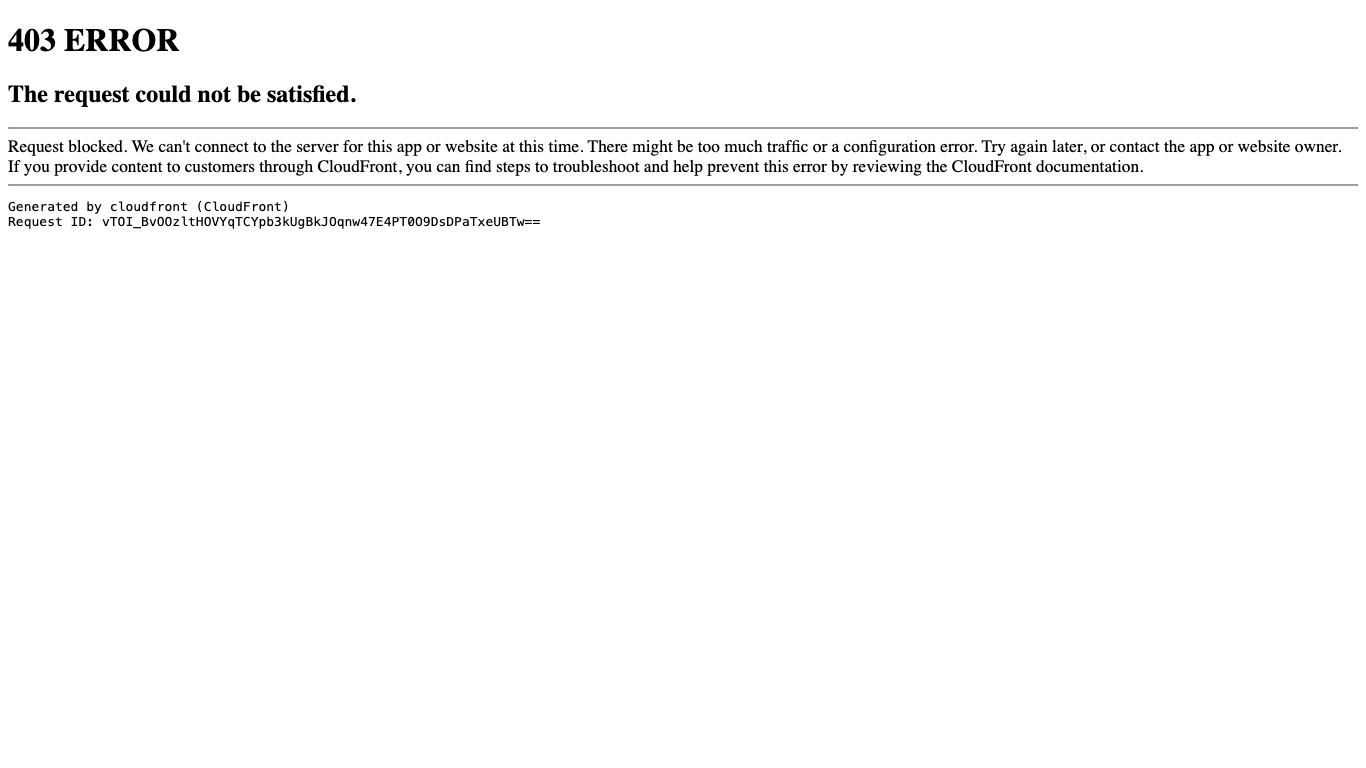 403 ERROR
The request could not be satisfied.
Request blocked. We can't connect to the server for this app or website at this time. There might be too much traffic or a configuration error. Try again later, or contact the app or website owner.
If you provide content to customers through CloudFront, you can find steps to troubleshoot and help prevent this error by reviewing the CloudFront documentation.
Generated by cloudfront (CloudFront)
Request ID: vTOI_BvOOzltHOVYqTCYpb3kUgBkJOqnw47E4PT0O9DsDPaTxeUBTw==